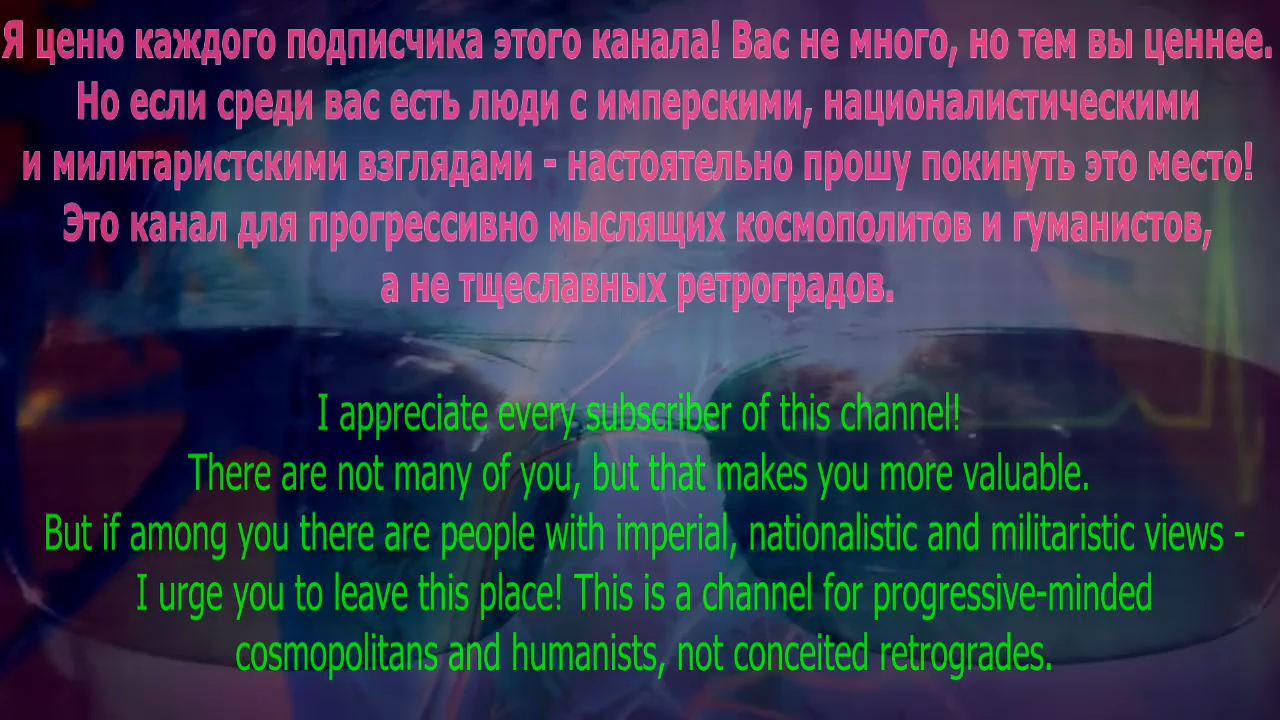 Я ценю каждого подписчика этого канала! Вас не много, но тем вы ценнее.
Но если среди вас есть люди с имперскими, националистическими
и милитаристскими взглядами - настоятельно прошу покинуть это место!
Это канал для прогрессивно мыслящих космополитов и гуманистов,
а не тщеславных ретроградов.
I appreciate every subscriber of this channel!
There are not many of you, but that makes you more valuable.
But if among you there are people with imperial, nationalistic and militaristic views -
I urge you to leave this place! This is a channel for progressive-minded
cosmopolitans and humanists, not conceited retrogrades.